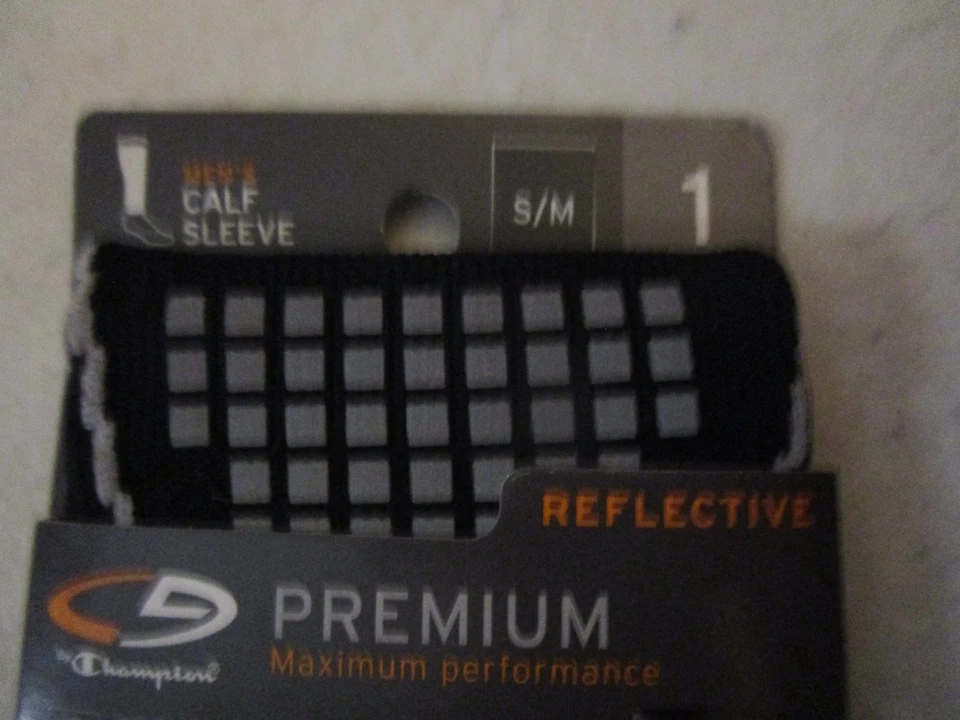 MEN'S
CALF
SLEEVE
S/M
1
REFLECTIVE
PREMIUM
Maximum performance
by Champion